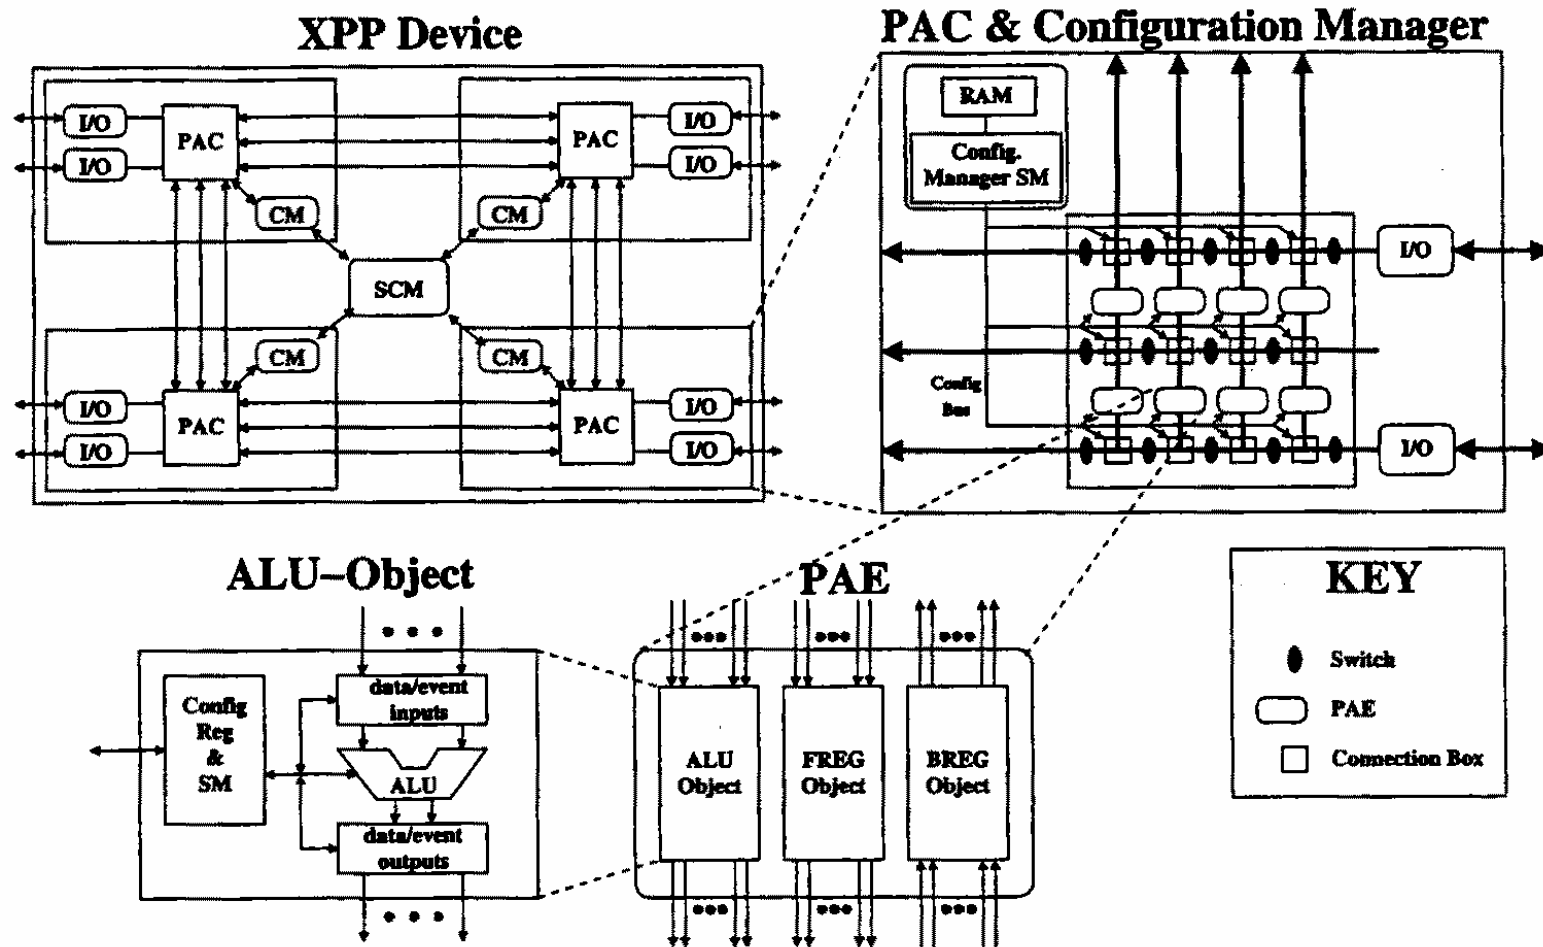 XPP Device
I/O
PAC
I/O
CM
PAC
I/O
I/O
CM
SCM
CM
I/O
PAC
I/O
CM
PAC
I/O
I/O
PAC & Configuration Manager
RAM
Config.
Manager SM
I/O
Config
Bus
I/O
ALU-Object
Config
Reg
&
SM
data/event
inputs
ALU
data/event
outputs
PAE
ALU
Object
FREG
Object
BREG
Object
KEY
Switch
PAE
Connection Box